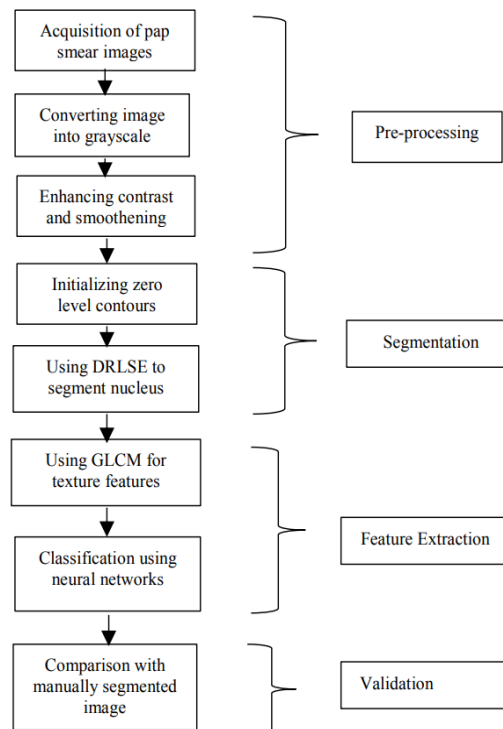 Acquisition of pap
smear images
Converting image
into grayscale
Enhancing contrast
and smoothening
Pre-processing
Initializing zero
level contours
Using DRLSE to
segment nucleus
Segmentation
Using GLCM for
texture features
Classification using
neural networks
Feature Extraction
Comparison with
manually segmented
image
Validation